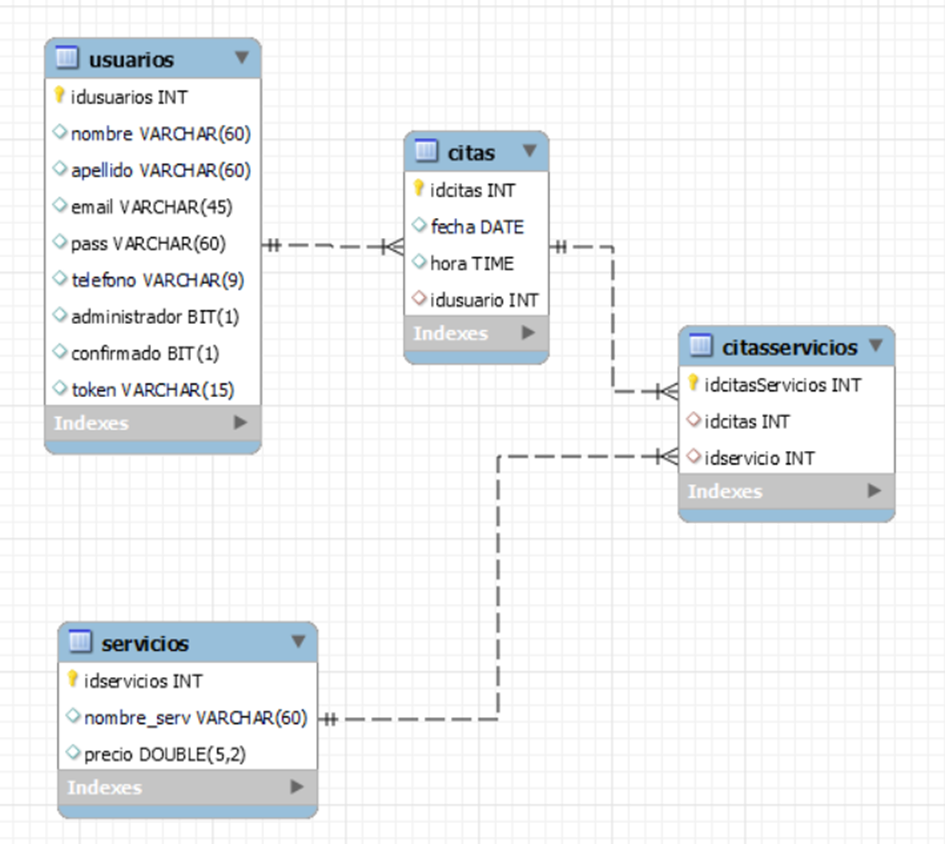 usuarios
idusuarios INT
nombre VARCHAR(60)
apellido VARCHAR(60)
email VARCHAR(45)
pass VARCHAR(60)
telefono VARCHAR(9)
administrador BIT(1)
confirmado BIT(1)
token VARCHAR(15)
Indexes
citas
idcitas INT
fecha DATE
hora TIME
idusuario INT
Indexes
citasservicios
idcitasServicios INT
idcitas INT
idservicio INT
Indexes
servicios
idservicios INT
nombre_serv VARCHAR(60)
precio DOUBLE(5,2)
Indexes